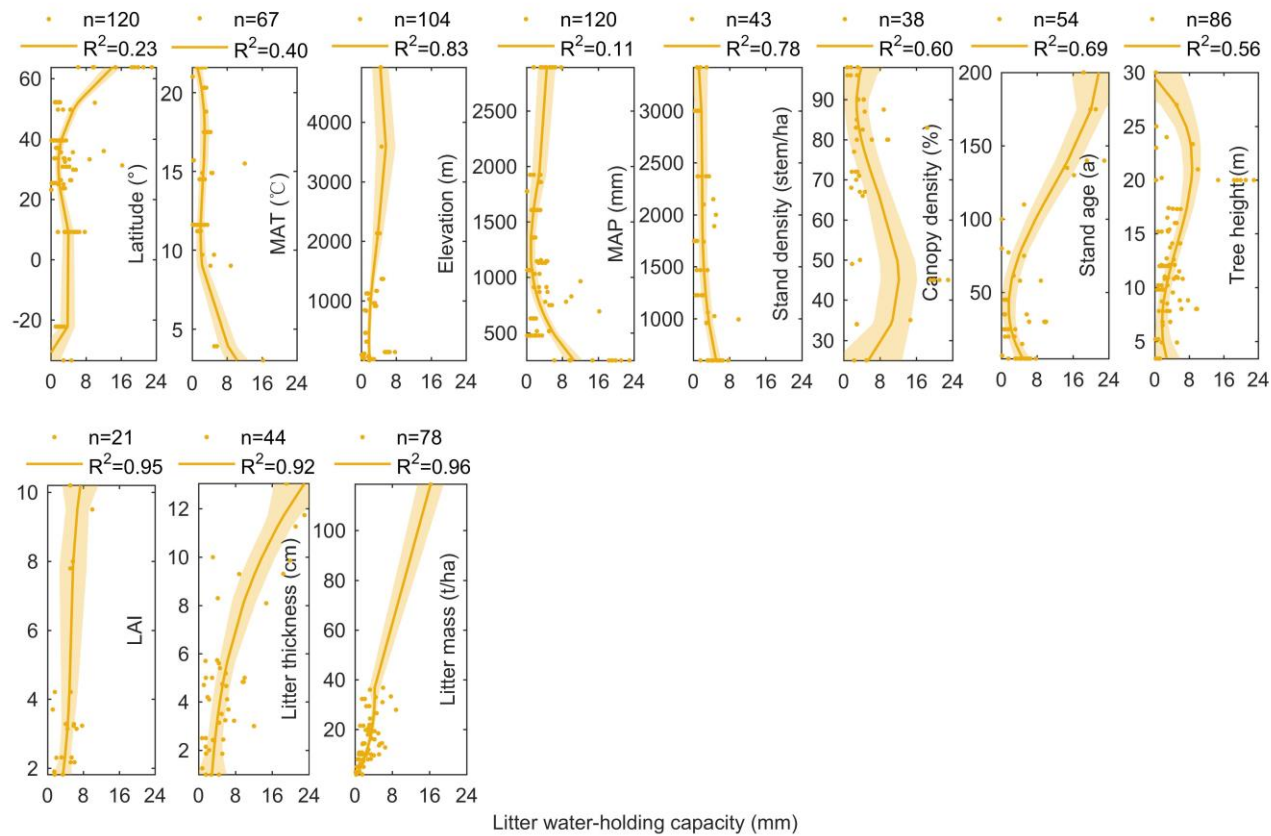 n=120 n=67 n=104 n=120 n=43 n=38 n=54 n=86
R²=0.23 R²=0.40 R²=0.83 R²=0.11 R²=0.78 R²=0.60 R²=0.69 R²=0.56
60
40
20
0
-20
Latitude (°)
0 8 16 24
20
15
10
5
MAT (℃)
0 8 16 24
4000
3000
2000
1000
Elevation (m)
0 8 16 24
2500
2000
1500
1000
500
MAP (mm)
0 8 16 24
3000
2500
2000
1500
1000
Stand density (stem/ha)
0 8 16 24
90
80
70
60
50
40
30
Canopy density (%)
0 8 16 24
200
150
100
50
Stand age (a)
0 8 16 24
30
25
20
15
10
5
Tree height (m)
0 8 16 24
n=21 n=44 n=78
R²=0.95 R²=0.92 R²=0.96
10
8
6
4
2
LAI
0 8 16 24
12
10
8
6
4
2
Litter thickness (cm)
0 8 16 24
100
80
60
40
20
Litter mass (t/ha)
0 8 16 24
Litter water-holding capacity (mm)